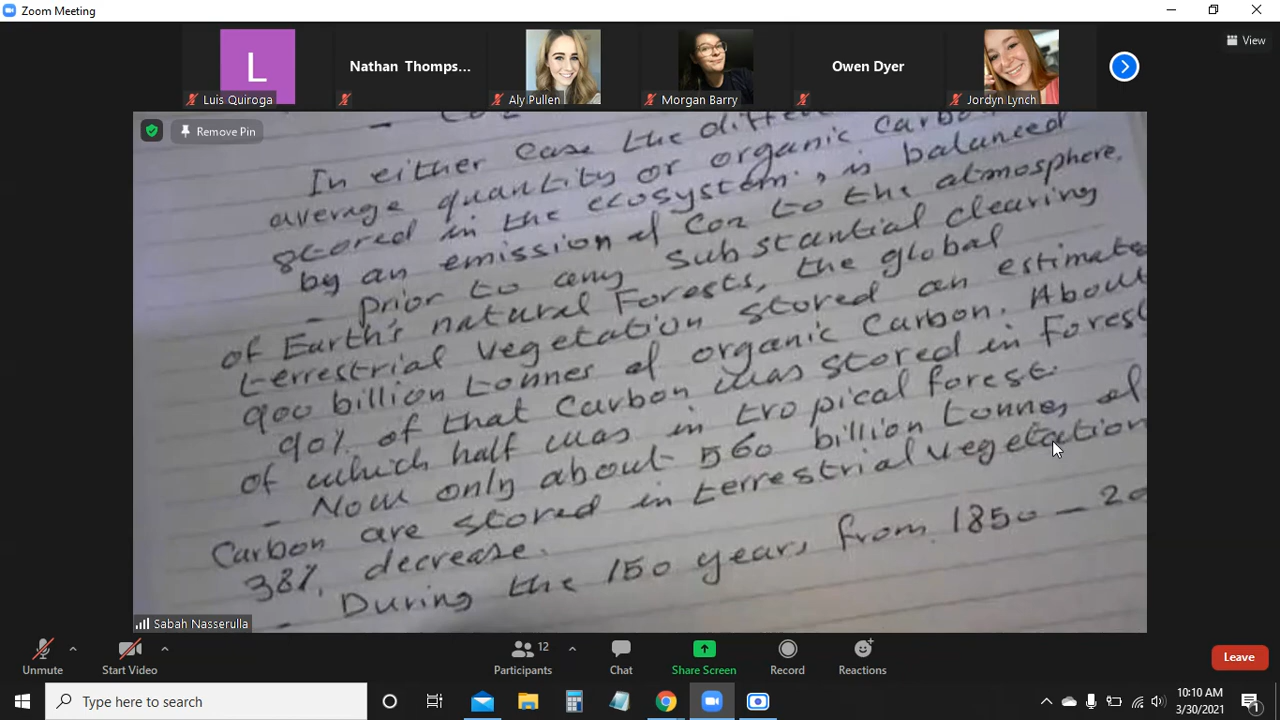 Zoom Meeting
View
L
Luis Quiroga
Nathan Thomps...
Aly Pullen
Morgan Barry
Owen Dyer
Jordyn Lynch
Remove Pin
In either case the
average quantity or organic
stored in the ecosystem, is balanced
by an emission of CO2 to the atmosphere.
- Prior to any substantial clearing
of Earth's natural Forests, the global
terrestrial vegetation stored an estimate
900 billion tonnes of organic Carbon. About
90% of that Carbon was stored in Forest
of which half was in tropical forest.
- Now only about 560 billion tonnes of
Carbon are stored in terrestrial vegetation
38% decrease.
- During the 150 years from 1850 - 20
Sabah Nasserulla
Unmute
Start Video
12
Participants
Chat
Share Screen
Record
Reactions
Leave
Type here to search
10:10 AM
3/30/2021
1